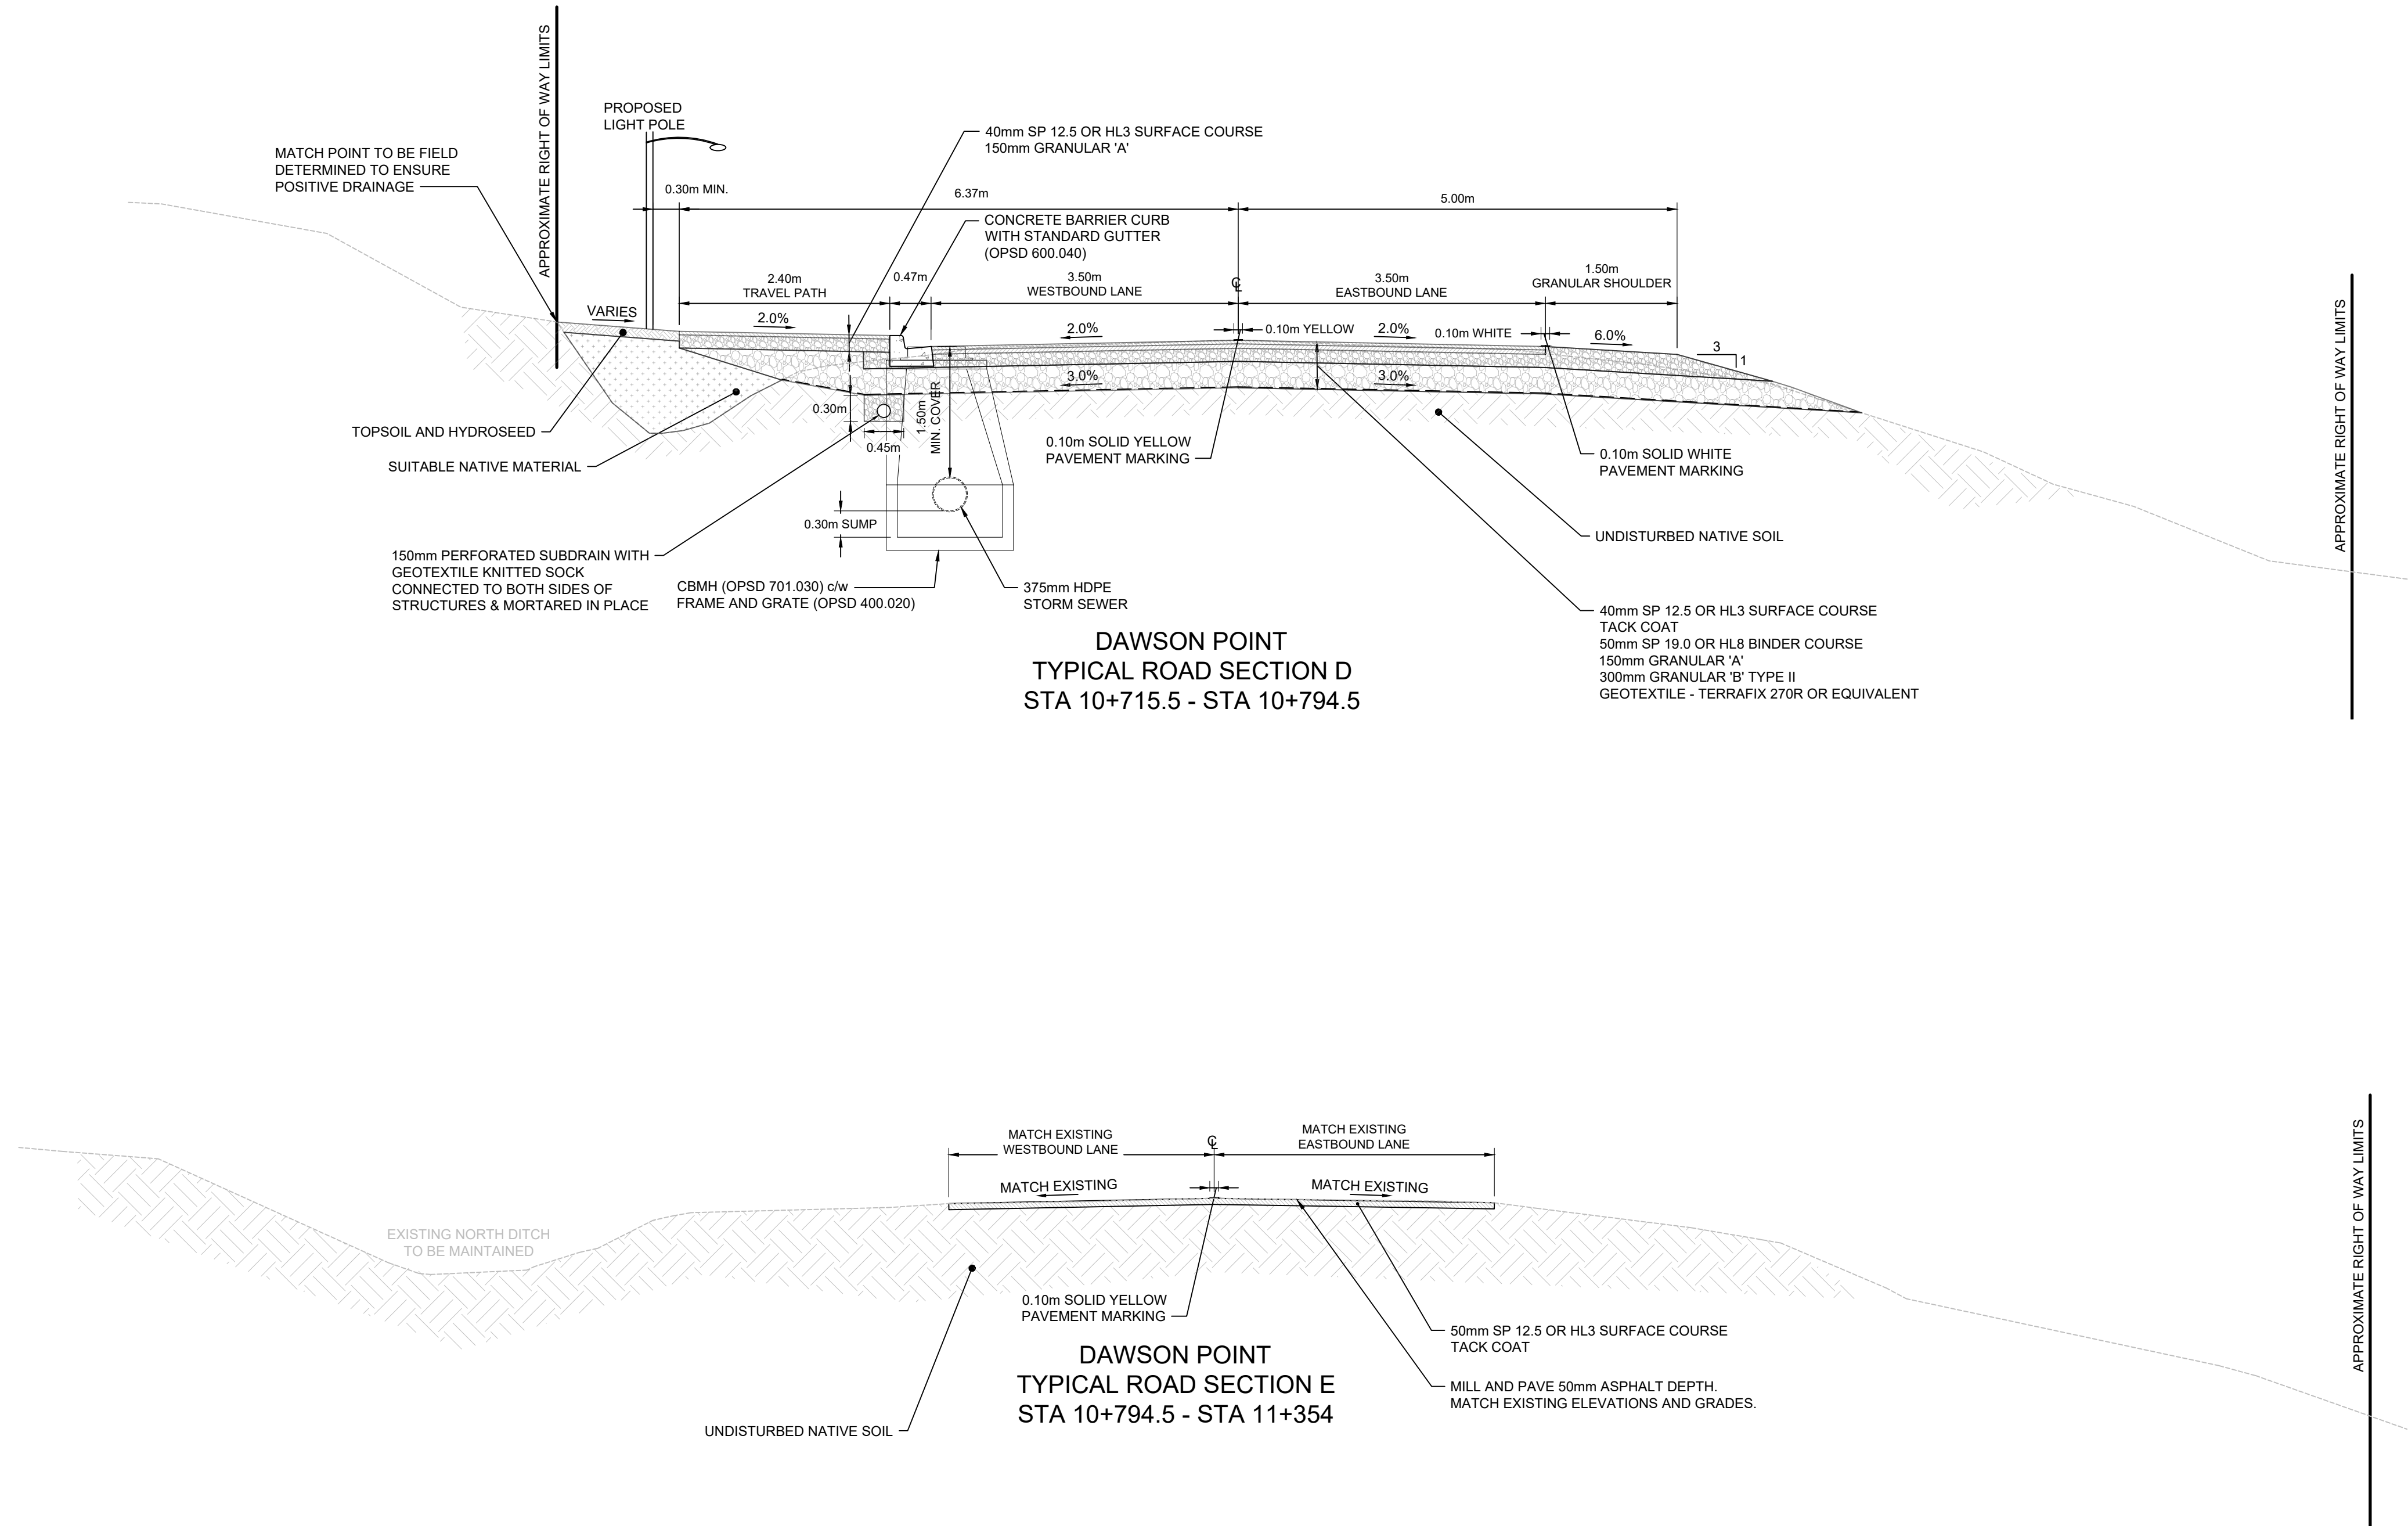 APPROXIMATE RIGHT OF WAY LIMITS
PROPOSED
LIGHT POLE
MATCH POINT TO BE FIELD
DETERMINED TO ENSURE
POSITIVE DRAINAGE
40mm SP 12.5 OR HL3 SURFACE COURSE
150mm GRANULAR 'A'
0.30m MIN.
6.37m
5.00m
CONCRETE BARRIER CURB
WITH STANDARD GUTTER
(OPSD 600.040)
2.40m
TRAVEL PATH
0.47m
3.50m
WESTBOUND LANE
CL
3.50m
EASTBOUND LANE
1.50m
GRANULAR SHOULDER
VARIES
2.0%
2.0%
0.10m YELLOW
2.0%
0.10m WHITE
6.0%
3
1
3.0%
3.0%
APPROXIMATE RIGHT OF WAY LIMITS
0.30m
0.45m
1.50m
MIN. COVER
TOPSOIL AND HYDROSEED
SUITABLE NATIVE MATERIAL
0.10m SOLID YELLOW
PAVEMENT MARKING
0.10m SOLID WHITE
PAVEMENT MARKING
0.30m SUMP
UNDISTURBED NATIVE SOIL
150mm PERFORATED SUBDRAIN WITH
GEOTEXTILE KNITTED SOCK
CONNECTED TO BOTH SIDES OF
STRUCTURES & MORTARED IN PLACE
CBMH (OPSD 701.030) c/w
FRAME AND GRATE (OPSD 400.020)
375mm HDPE
STORM SEWER
40mm SP 12.5 OR HL3 SURFACE COURSE
TACK COAT
50mm SP 19.0 OR HL8 BINDER COURSE
150mm GRANULAR 'A'
300mm GRANULAR 'B' TYPE II
GEOTEXTILE - TERRAFIX 270R OR EQUIVALENT
DAWSON POINT
TYPICAL ROAD SECTION D
STA 10+715.5 - STA 10+794.5
MATCH EXISTING
WESTBOUND LANE
CL
MATCH EXISTING
EASTBOUND LANE
MATCH EXISTING
MATCH EXISTING
APPROXIMATE RIGHT OF WAY LIMITS
EXISTING NORTH DITCH
TO BE MAINTAINED
0.10m SOLID YELLOW
PAVEMENT MARKING
50mm SP 12.5 OR HL3 SURFACE COURSE
TACK COAT
MILL AND PAVE 50mm ASPHALT DEPTH.
MATCH EXISTING ELEVATIONS AND GRADES.
UNDISTURBED NATIVE SOIL
DAWSON POINT
TYPICAL ROAD SECTION E
STA 10+794.5 - STA 11+354